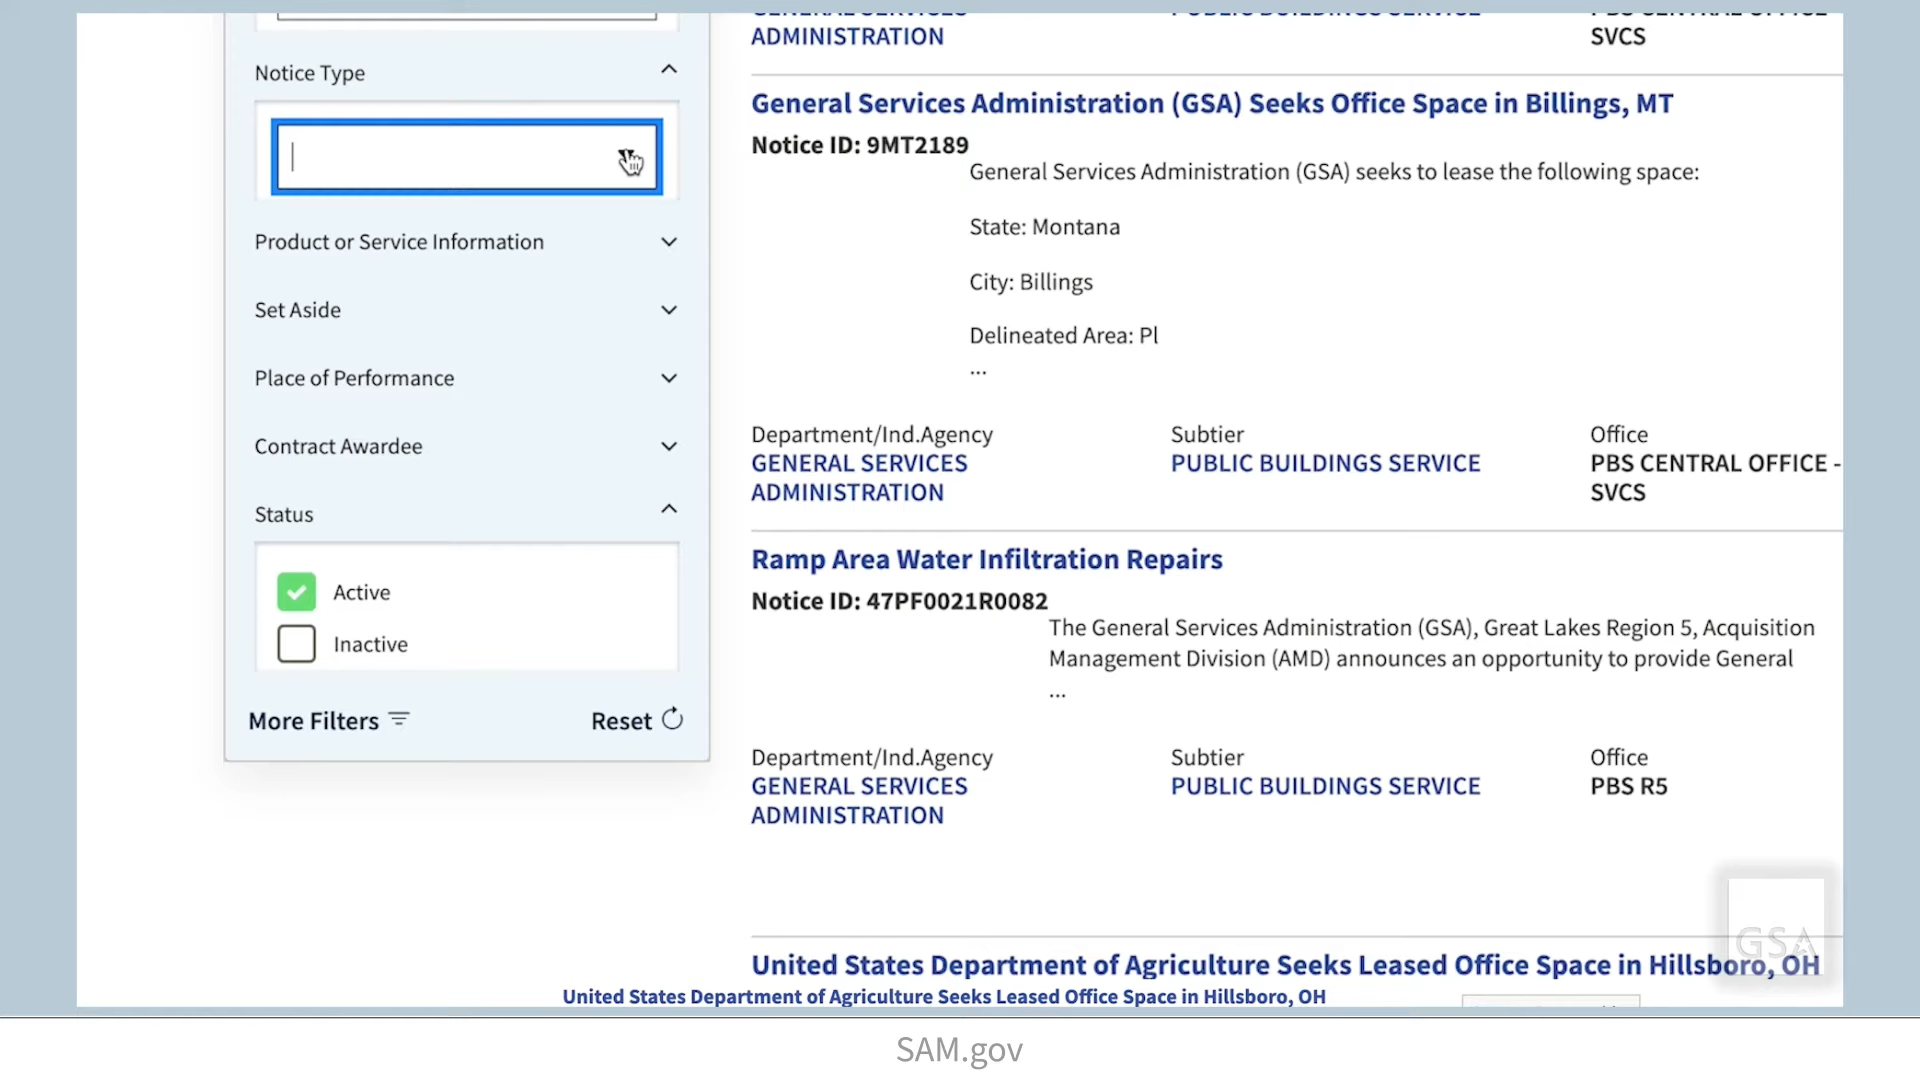 Notice Type
Product or Service Information
Set Aside
Place of Performance
Contract Awardee
Status
Active
Inactive
More Filters
Reset
ADMINISTRATION
SVCS
General Services Administration (GSA) Seeks Office Space in Billings, MT
Notice ID: 9MT2189
General Services Administration (GSA) seeks to lease the following space:
State: Montana
City: Billings
Delineated Area: Pl
...
Department/Ind.Agency
GENERAL SERVICES
ADMINISTRATION
Subtier
PUBLIC BUILDINGS SERVICE
Office
PBS CENTRAL OFFICE -
SVCS
Ramp Area Water Infiltration Repairs
Notice ID: 47PF0021R0082
The General Services Administration (GSA), Great Lakes Region 5, Acquisition
Management Division (AMD) announces an opportunity to provide General
...
Department/Ind.Agency
GENERAL SERVICES
ADMINISTRATION
Subtier
PUBLIC BUILDINGS SERVICE
Office
PBS R5
GSA
United States Department of Agriculture Seeks Leased Office Space in Hillsboro, OH
United States Department of Agriculture Seeks Leased Office Space in Hillsboro, OH
SAM.gov